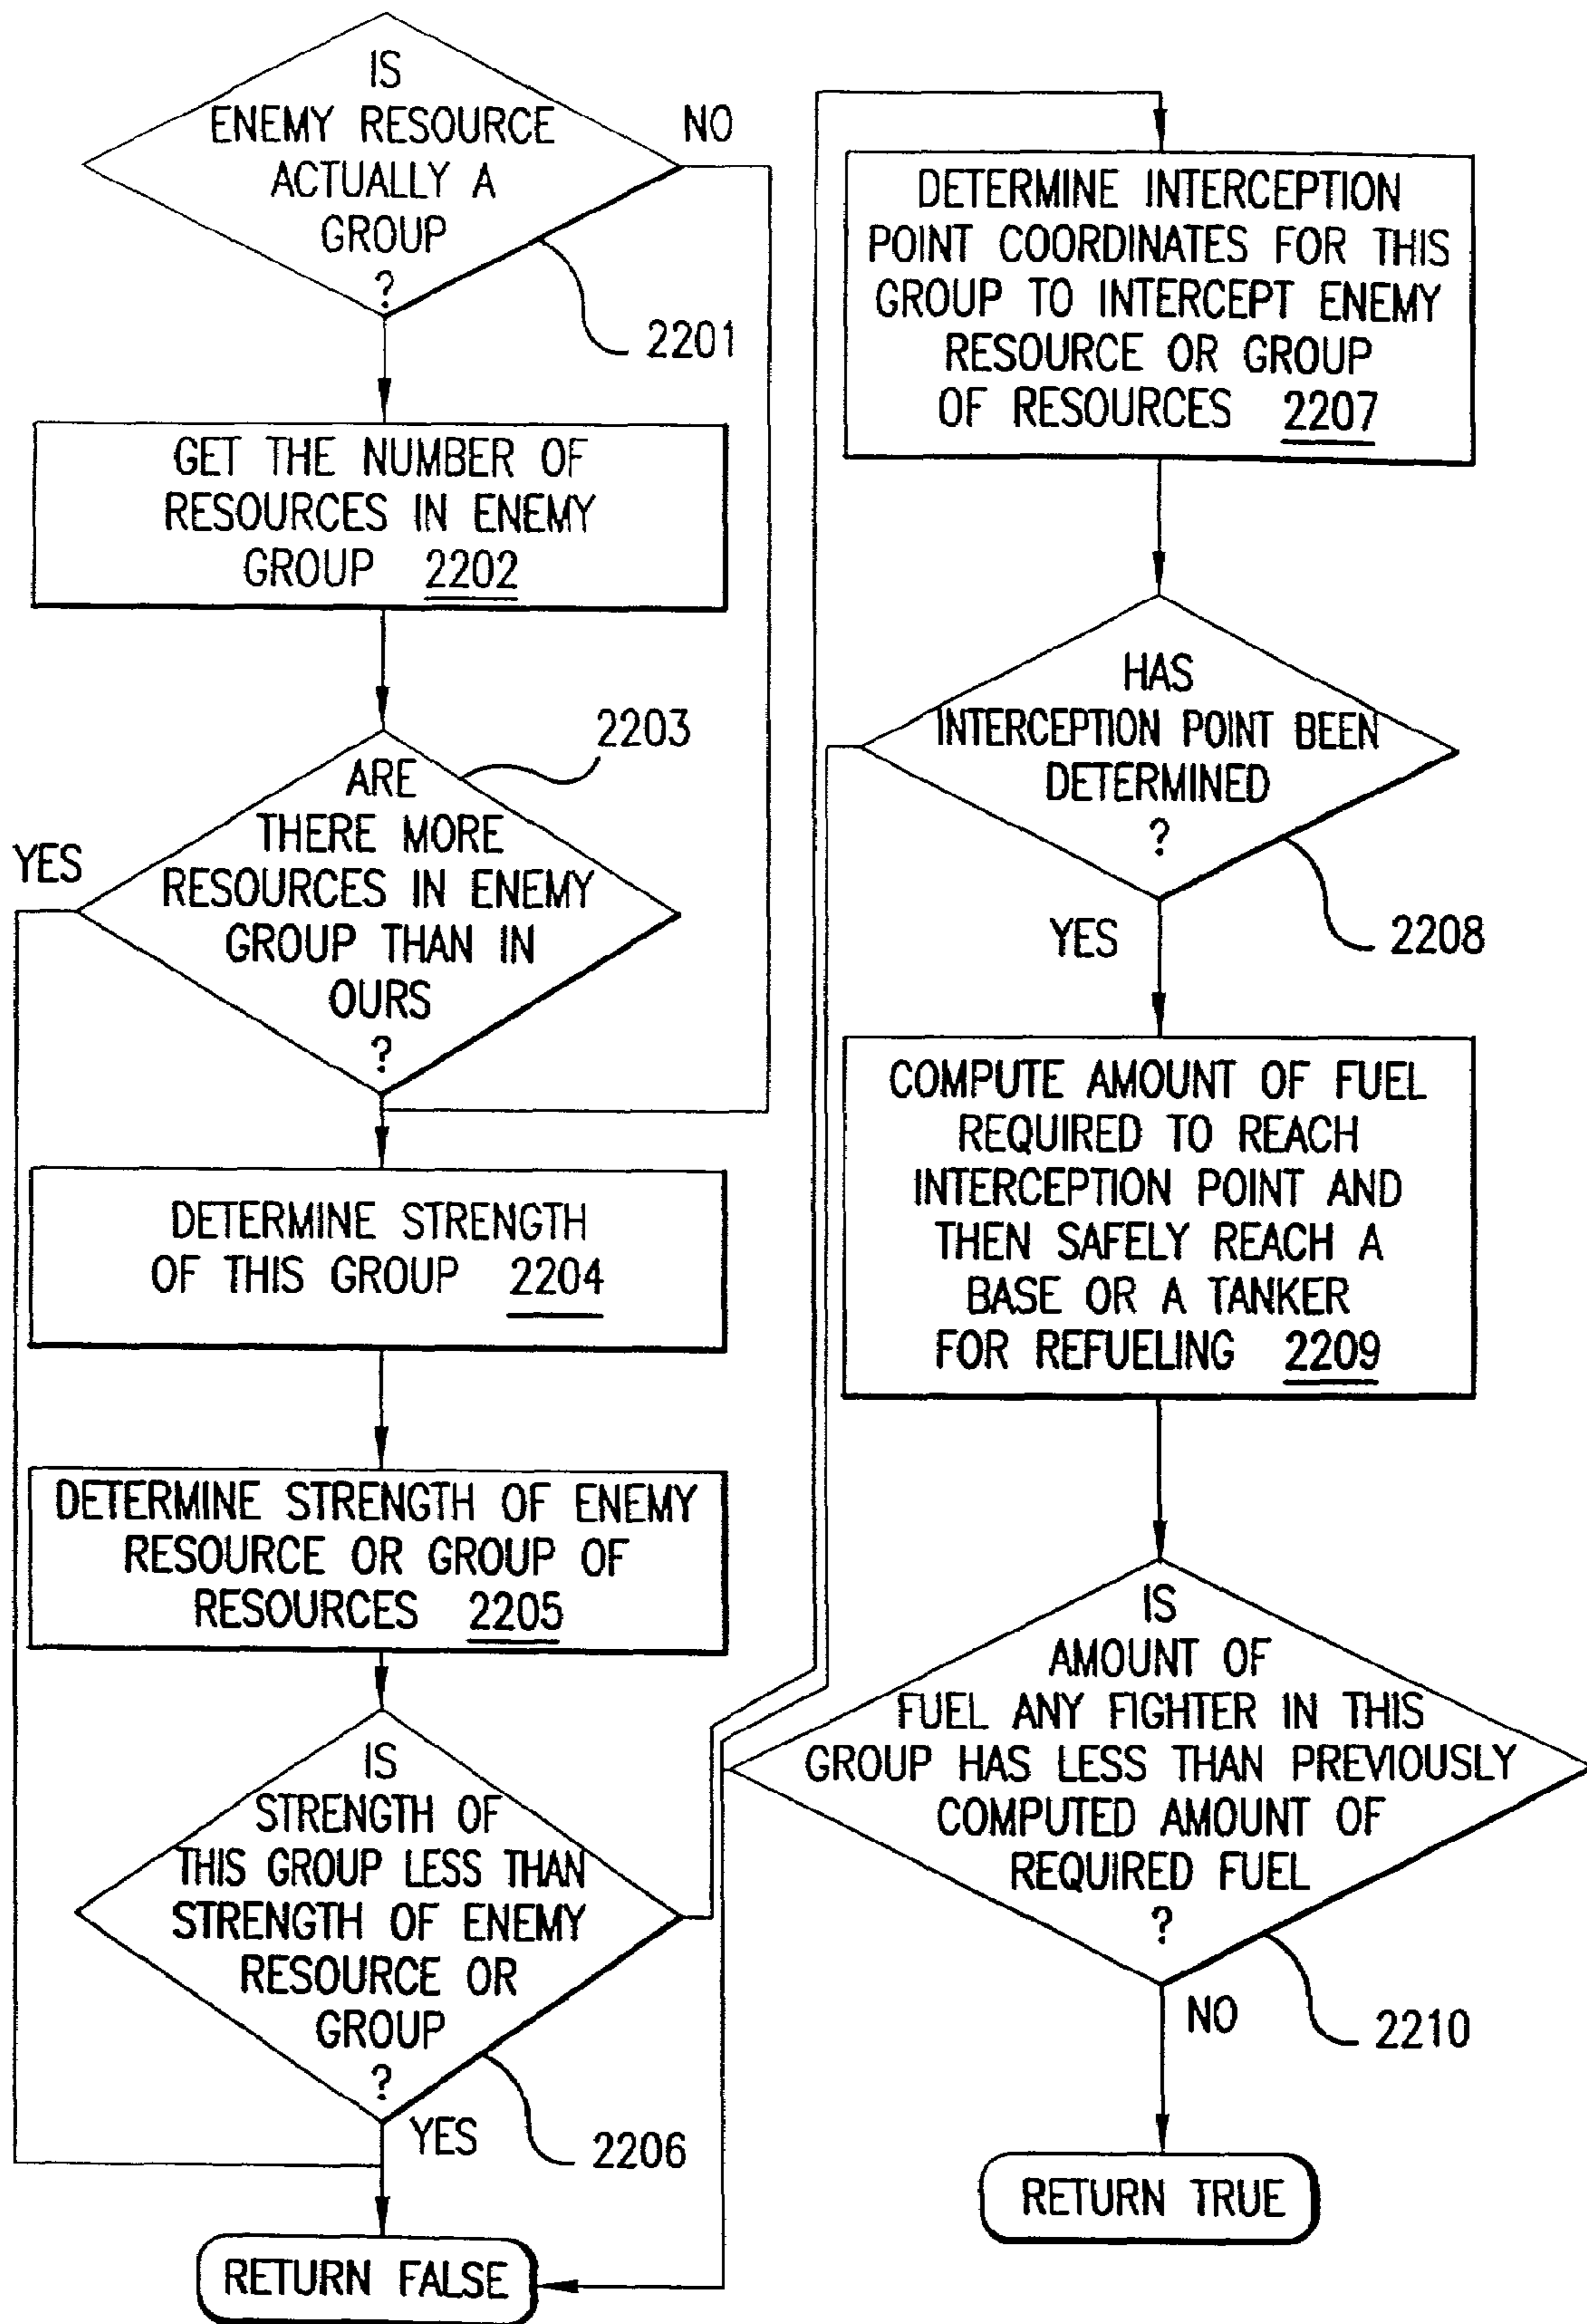 IS
ENEMY RESOURCE
ACTUALLY A
GROUP
?
NO
2201
GET THE NUMBER OF
RESOURCES IN ENEMY
GROUP 2202
2203
ARE
THERE MORE
RESOURCES IN ENEMY
GROUP THAN IN
OURS
?
YES
DETERMINE STRENGTH
OF THIS GROUP 2204
DETERMINE STRENGTH OF ENEMY
RESOURCE OR GROUP OF
RESOURCES 2205
IS
STRENGTH OF
THIS GROUP LESS THAN
STRENGTH OF ENEMY
RESOURCE OR
GROUP
?
YES
2206
RETURN FALSE
DETERMINE INTERCEPTION
POINT COORDINATES FOR THIS
GROUP TO INTERCEPT ENEMY
RESOURCE OR GROUP
OF RESOURCES 2207
HAS
INTERCEPTION POINT BEEN
DETERMINED
?
YES
2208
COMPUTE AMOUNT OF FUEL
REQUIRED TO REACH
INTERCEPTION POINT AND
THEN SAFELY REACH A
BASE OR A TANKER
FOR REFUELING 2209
IS
AMOUNT OF
FUEL ANY FIGHTER IN THIS
GROUP HAS LESS THAN PREVIOUSLY
COMPUTED AMOUNT OF
REQUIRED FUEL
?
NO
2210
RETURN TRUE